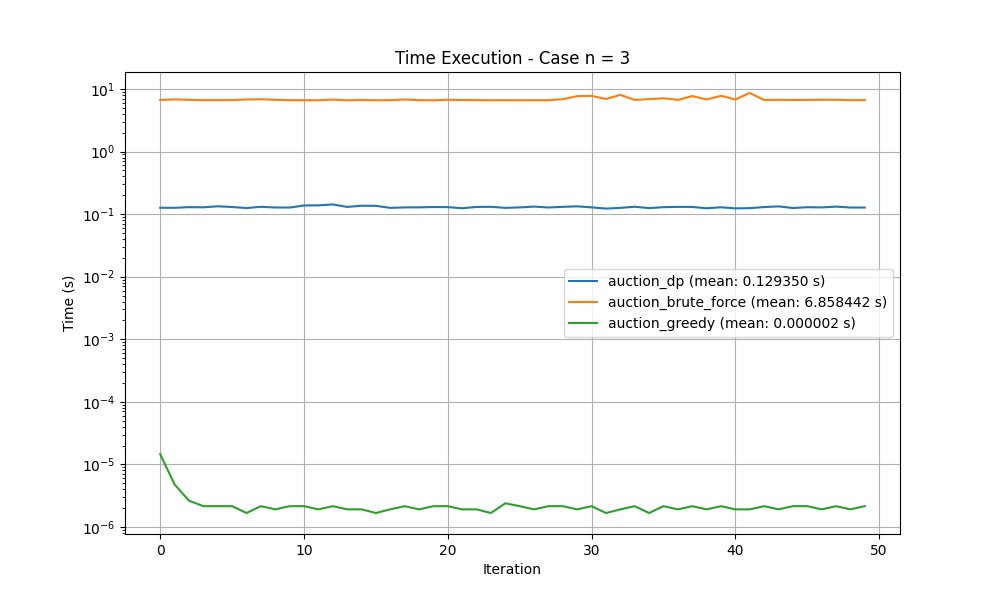 Time Execution - Case n = 3
Time (s)
10¹
10⁰
10⁻¹
10⁻²
10⁻³
10⁻⁴
10⁻⁵
10⁻⁶
auction_dp (mean: 0.129350 s)
auction_brute_force (mean: 6.858442 s)
auction_greedy (mean: 0.000002 s)
0 10 20 30 40 50
Iteration